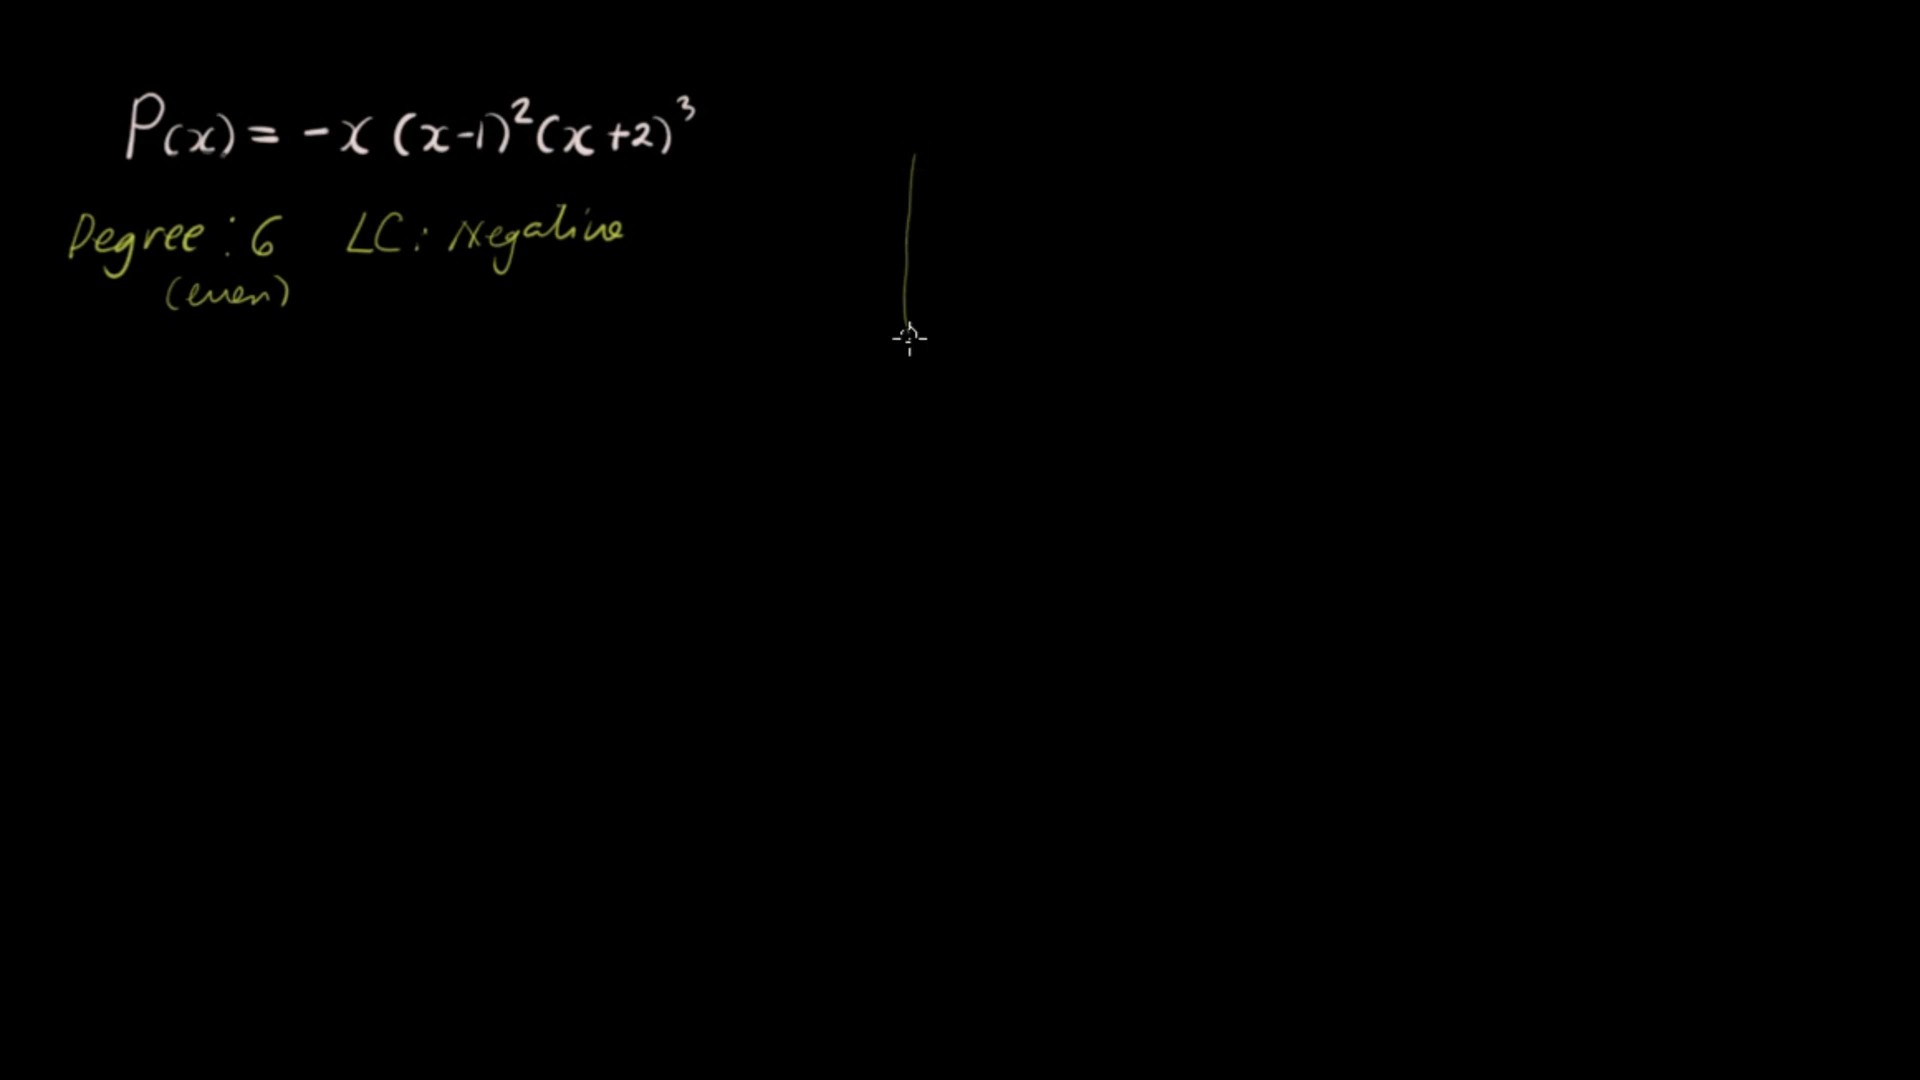 P(x) = -x (x-1)²(x+2)³
Degree: 6 LC: Negative
(even)